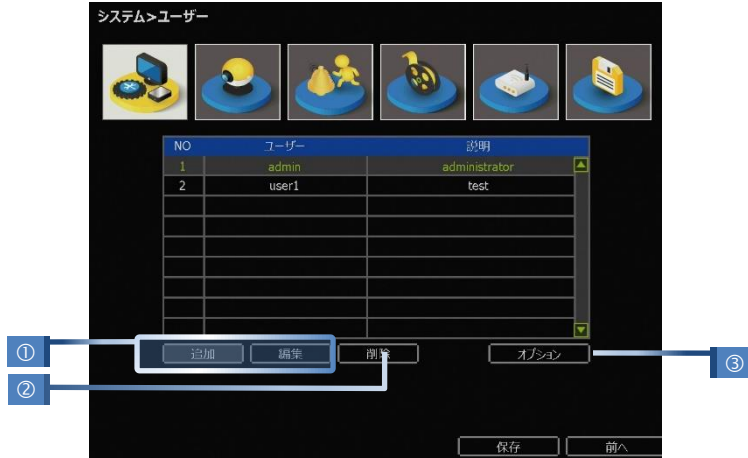 システム>ユーザー
NO ユーザー 説明
1 admin administrator
2 user1 test
① 追加 編集 削除 オプション ③
②
保存 前へ